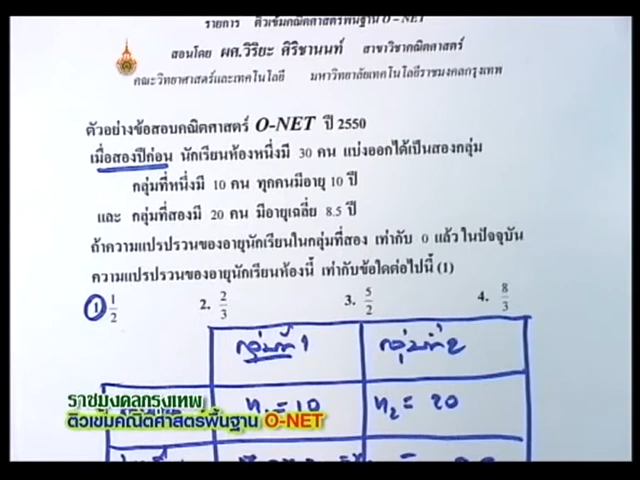 รายการ ติวเข้มคณิตศาสตร์พื้นฐาน O-NET
สอนโดย ผศ.วิริยะ ศิริชานนท์ สาขาวิชาคณิตศาสตร์
คณะวิทยาศาสตร์และเทคโนโลยี มหาวิทยาลัยเทคโนโลยีราชมงคลกรุงเทพ
ตัวอย่างข้อสอบคณิตศาสตร์ O-NET ปี 2550
เมื่อสองปีก่อน นักเรียนห้องหนึ่งมี 30 คน แบ่งออกได้เป็นสองกลุ่ม
กลุ่มที่หนึ่งมี 10 คน ทุกคนมีอายุ 10 ปี
และ กลุ่มที่สองมี 20 คน มีอายุเฉลี่ย 8.5 ปี
ถ้าความแปรปรวนของอายุนักเรียนในกลุ่มที่สอง เท่ากับ 0 แล้ว ในปัจจุบัน
ความแปรปรวนของอายุนักเรียนห้องนี้ เท่ากับข้อใดต่อไปนี้ (1)
1 1/2 2. 2/3 3. 5/2 4. 8/3
กลุ่มที่ 1 กลุ่มที่ 2
n₁ = 10 n₂ = 20
ราชมงคลกรุงเทพ
ติวเข้มคณิตศาสตร์พื้นฐาน O-NET